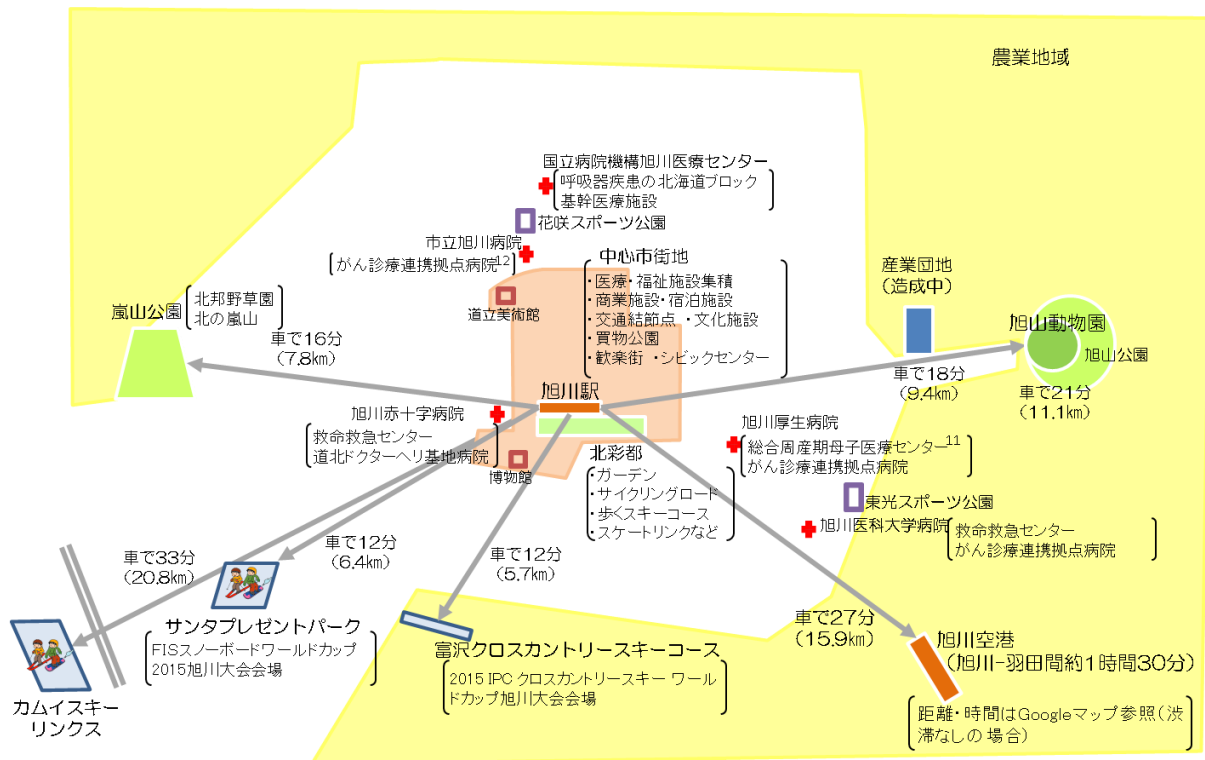 農業地域
国立病院機構旭川医療センター
呼吸器疾患の北海道ブロック
基幹医療施設
花咲スポーツ公園
市立旭川病院
がん診療連携拠点病院12
中心市街地
・医療・福祉施設集積
・商業施設・宿泊施設
・交通結節点 ・文化施設
・買物公園
・歓楽街 ・シビックセンター
道立美術館
産業団地
(造成中)
旭山動物園
旭山公園
嵐山公園
北邦野草園
北の嵐山
車で16分
(7.8km)
車で18分
(9.4km)
車で21分
(11.1km)
旭川駅
旭川赤十字病院
救命救急センター
道北ドクターヘリ基地病院
博物館
北彩都
・ガーデン
・サイクリングロード
・歩くスキーコース
・スケートリンクなど
旭川厚生病院
総合周産期母子医療センター11
がん診療連携拠点病院
東光スポーツ公園
旭川医科大学病院
救命救急センター
がん診療連携拠点病院
車で33分
(20.8km)
車で12分
(6.4km)
車で12分
(5.7km)
車で27分
(15.9km)
サンタプレゼントパーク
FISスノーボードワールドカップ
2015旭川大会会場
カムイスキー
リンクス
富沢クロスカントリースキーコース
2015 IPC クロスカントリースキー ワール
ドカップ旭川大会会場
旭川空港
(旭川-羽田間約1時間30分)
距離・時間はGoogleマップ参照(渋
滞なしの場合)